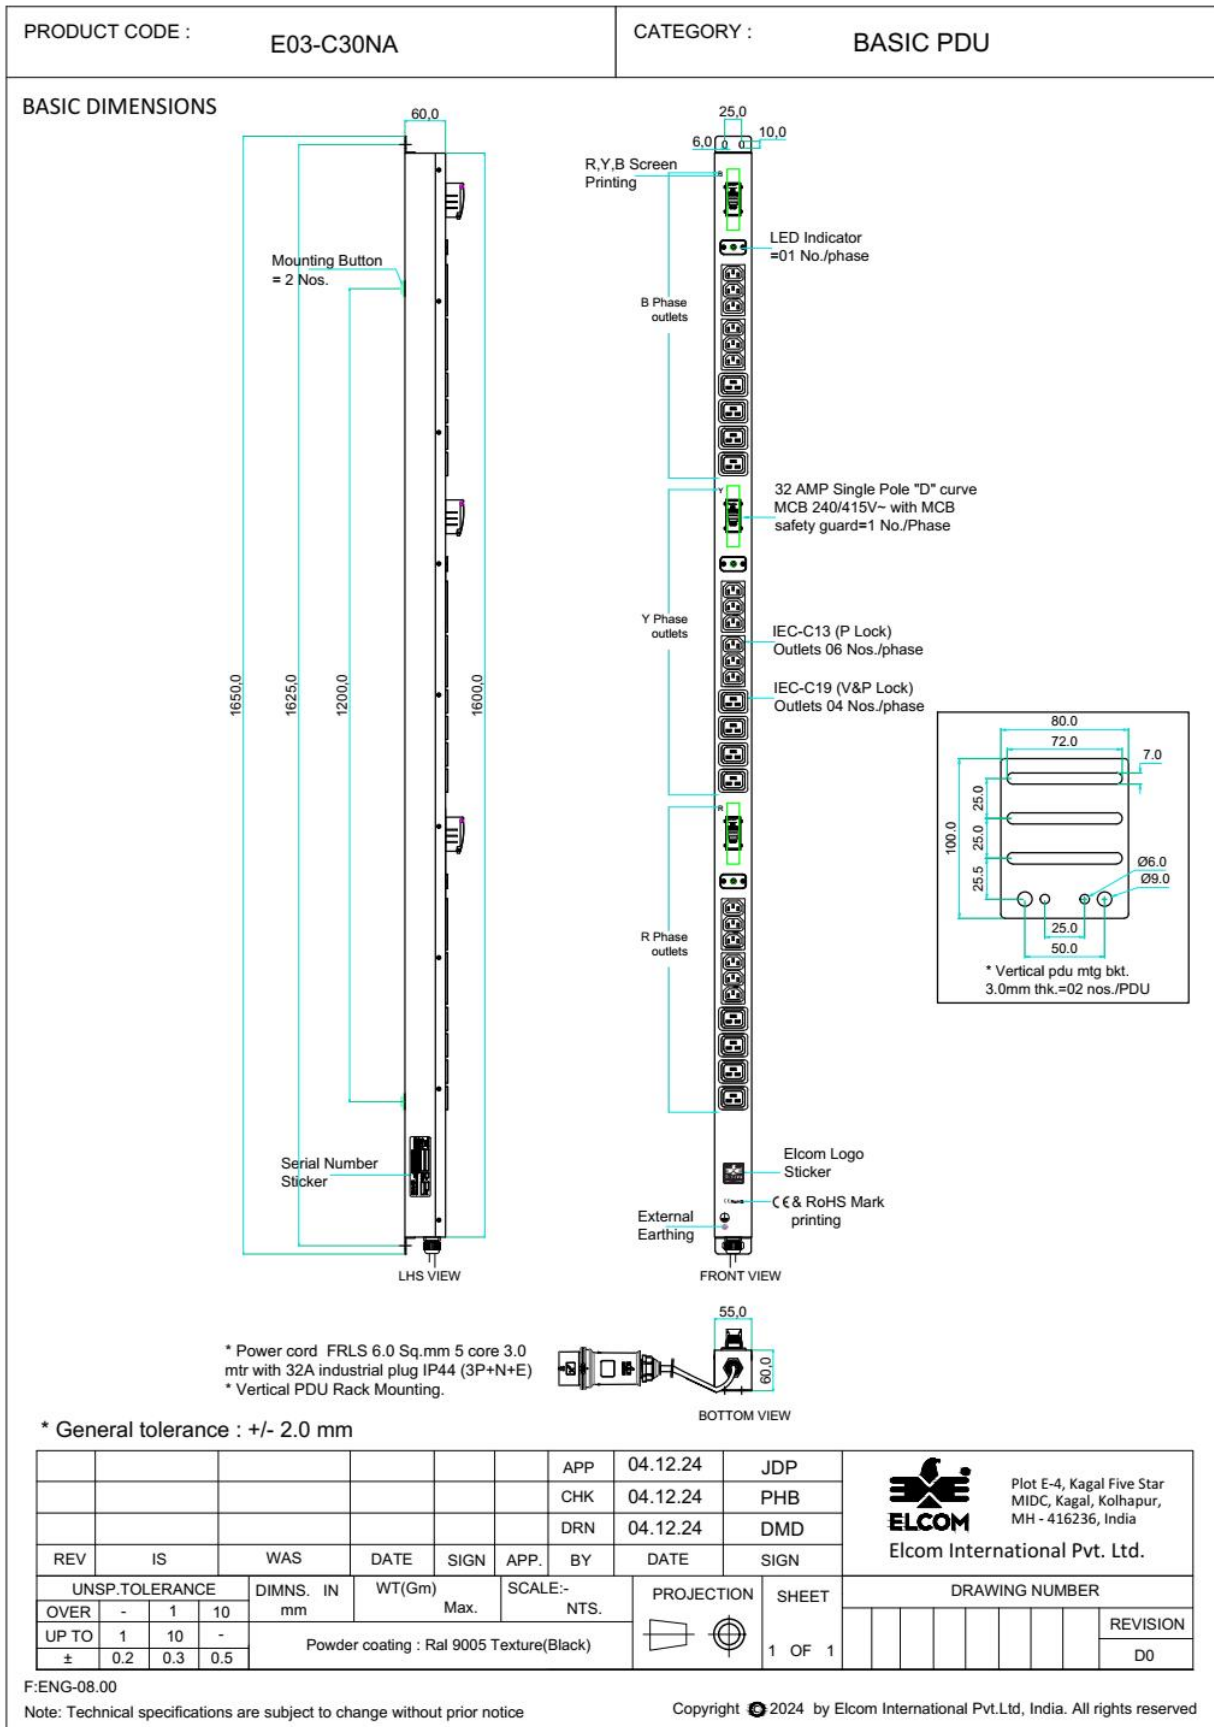 PRODUCT CODE :
E03-C30NA
CATEGORY :
BASIC PDU
BASIC DIMENSIONS
60,0
25,0
6,0
10,0
R,Y,B Screen
Printing
LED Indicator
=01 No./phase
Mounting Button
= 2 Nos.
B Phase
outlets
Y
32 AMP Single Pole "D" curve
MCB 240/415V~ with MCB
safety guard=1 No./Phase
Y Phase
outlets
IEC-C13 (P Lock)
Outlets 06 Nos./phase
IEC-C19 (V&P Lock)
Outlets 04 Nos./phase
1650,0
1625,0
1200,0
1600,0
R
R Phase
outlets
80.0
72.0
7.0
25.0
25.0
25.5
100.0
Ø6.0
Ø9.0
25.0
50.0
* Vertical pdu mtg bkt.
3.0mm thk.=02 nos./PDU
Serial Number
Sticker
Elcom Logo
Sticker
CE & RoHS Mark
printing
External
Earthing
LHS VIEW
FRONT VIEW
* Power cord FRLS 6.0 Sq.mm 5 core 3.0
mtr with 32A industrial plug IP44 (3P+N+E)
* Vertical PDU Rack Mounting.
55,0
60,0
BOTTOM VIEW
* General tolerance : +/- 2.0 mm
APP 04.12.24 JDP
CHK 04.12.24 PHB
DRN 04.12.24 DMD
REV IS WAS DATE SIGN APP. BY DATE SIGN
ELCOM
Plot E-4, Kagal Five Star
MIDC, Kagal, Kolhapur,
MH - 416236, India
Elcom International Pvt. Ltd.
UNSP.TOLERANCE
OVER - 1 10
UP TO 1 10 -
± 0.2 0.3 0.5
DIMNS. IN
mm
WT(Gm)
Max.
SCALE:-
NTS.
Powder coating : Ral 9005 Texture(Black)
PROJECTION
SHEET
1 OF 1
DRAWING NUMBER
REVISION
D0
F:ENG-08.00
Note: Technical specifications are subject to change without prior notice
Copyright © 2024 by Elcom International Pvt.Ltd, India. All rights reserved